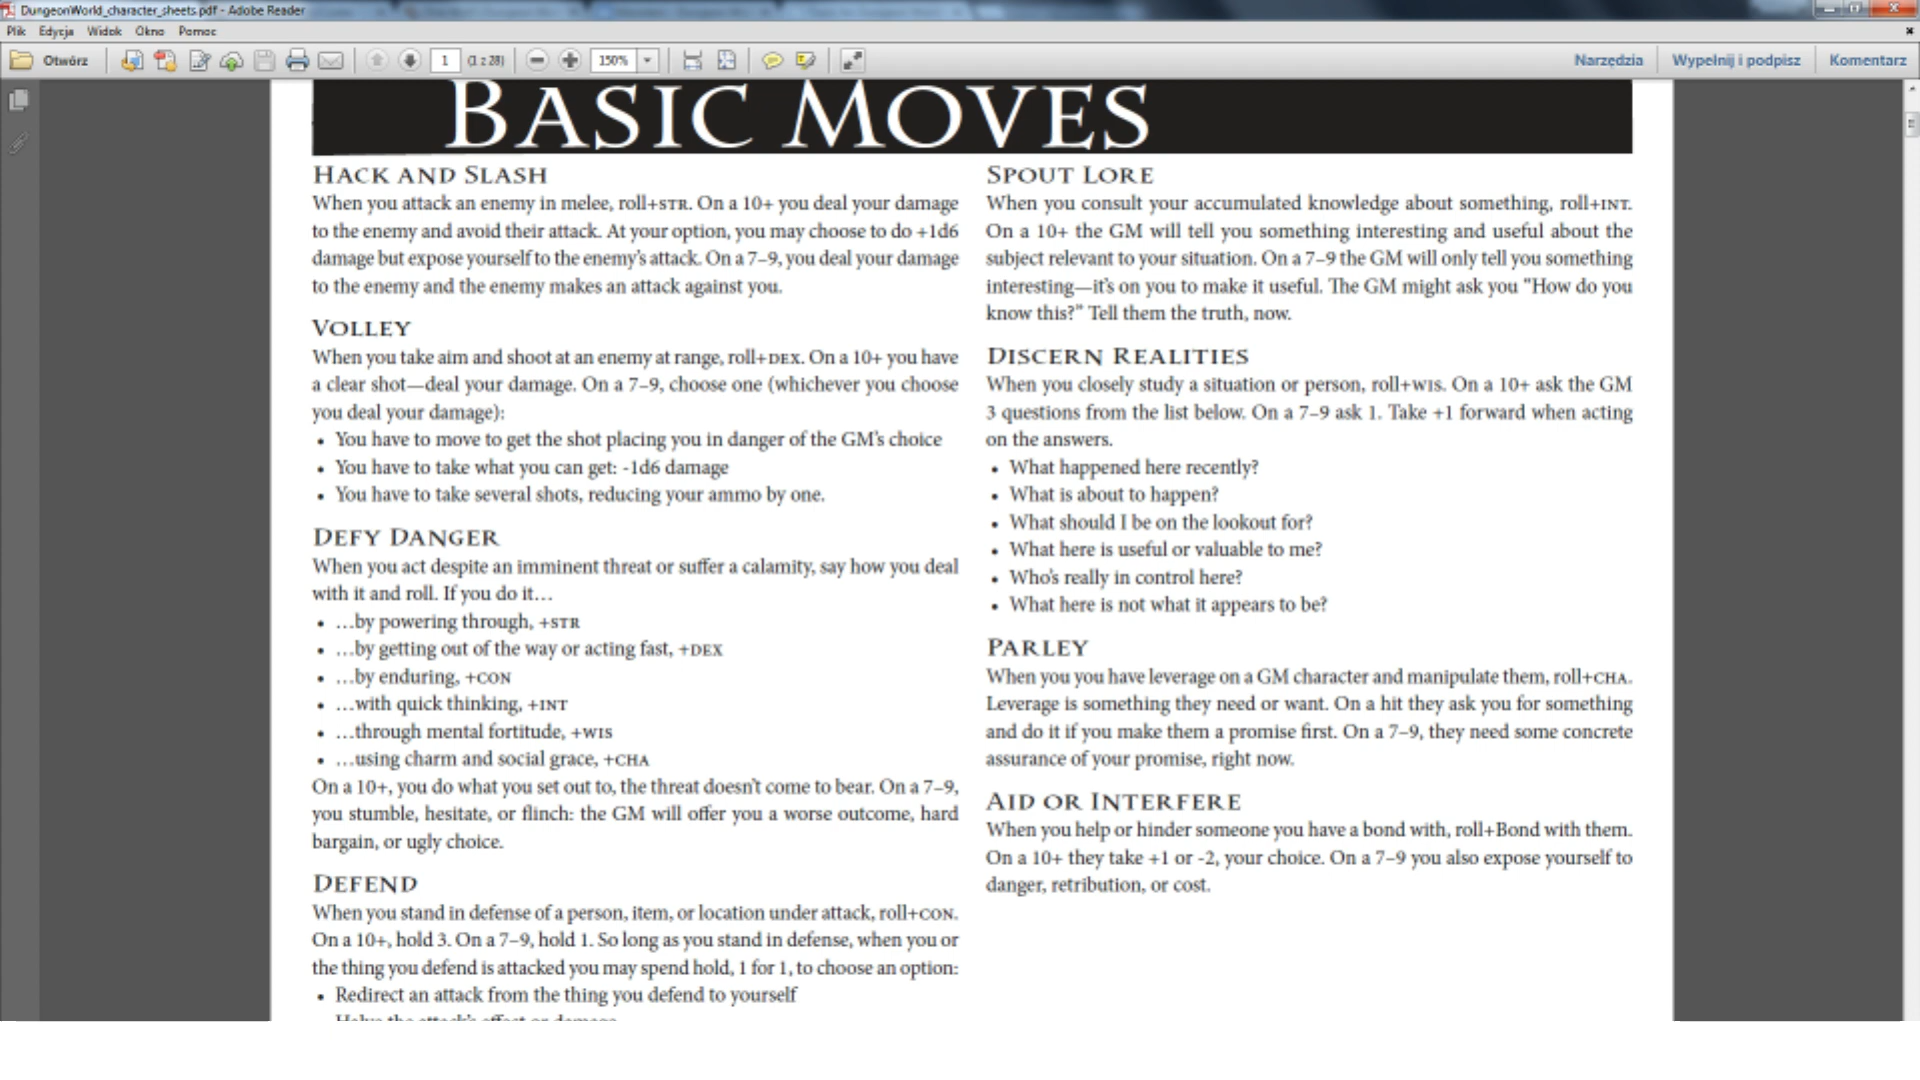 DungeonWorld_character_sheets.pdf - Adobe Reader
Plik Edycja Widok Okno Pomoc
Otwórz 1 (1 z 28) 150% Narzędzia Wypełnij i podpisz Komentarz
BASIC MOVES
HACK AND SLASH
When you attack an enemy in melee, roll+STR. On a 10+ you deal your damage
to the enemy and avoid their attack. At your option, you may choose to do +1d6
damage but expose yourself to the enemy's attack. On a 7–9, you deal your damage
to the enemy and the enemy makes an attack against you.
VOLLEY
When you take aim and shoot at an enemy at range, roll+DEX. On a 10+ you have
a clear shot—deal your damage. On a 7–9, choose one (whichever you choose
you deal your damage):
• You have to move to get the shot placing you in danger of the GM's choice
• You have to take what you can get: -1d6 damage
• You have to take several shots, reducing your ammo by one.
DEFY DANGER
When you act despite an imminent threat or suffer a calamity, say how you deal
with it and roll. If you do it…
• …by powering through, +STR
• …by getting out of the way or acting fast, +DEX
• …by enduring, +CON
• …with quick thinking, +INT
• …through mental fortitude, +WIS
• …using charm and social grace, +CHA
On a 10+, you do what you set out to, the threat doesn't come to bear. On a 7–9,
you stumble, hesitate, or flinch: the GM will offer you a worse outcome, hard
bargain, or ugly choice.
DEFEND
When you stand in defense of a person, item, or location under attack, roll+CON.
On a 10+, hold 3. On a 7–9, hold 1. So long as you stand in defense, when you or
the thing you defend is attacked you may spend hold, 1 for 1, to choose an option:
• Redirect an attack from the thing you defend to yourself
Halve the attack's effect or damage
SPOUT LORE
When you consult your accumulated knowledge about something, roll+INT.
On a 10+ the GM will tell you something interesting and useful about the
subject relevant to your situation. On a 7–9 the GM will only tell you something
interesting—it's on you to make it useful. The GM might ask you "How do you
know this?" Tell them the truth, now.
DISCERN REALITIES
When you closely study a situation or person, roll+WIS. On a 10+ ask the GM
3 questions from the list below. On a 7–9 ask 1. Take +1 forward when acting
on the answers.
• What happened here recently?
• What is about to happen?
• What should I be on the lookout for?
• What here is useful or valuable to me?
• Who's really in control here?
• What here is not what it appears to be?
PARLEY
When you you have leverage on a GM character and manipulate them, roll+CHA.
Leverage is something they need or want. On a hit they ask you for something
and do it if you make them a promise first. On a 7–9, they need some concrete
assurance of your promise, right now.
AID OR INTERFERE
When you help or hinder someone you have a bond with, roll+Bond with them.
On a 10+ they take +1 or -2, your choice. On a 7–9 you also expose yourself to
danger, retribution, or cost.